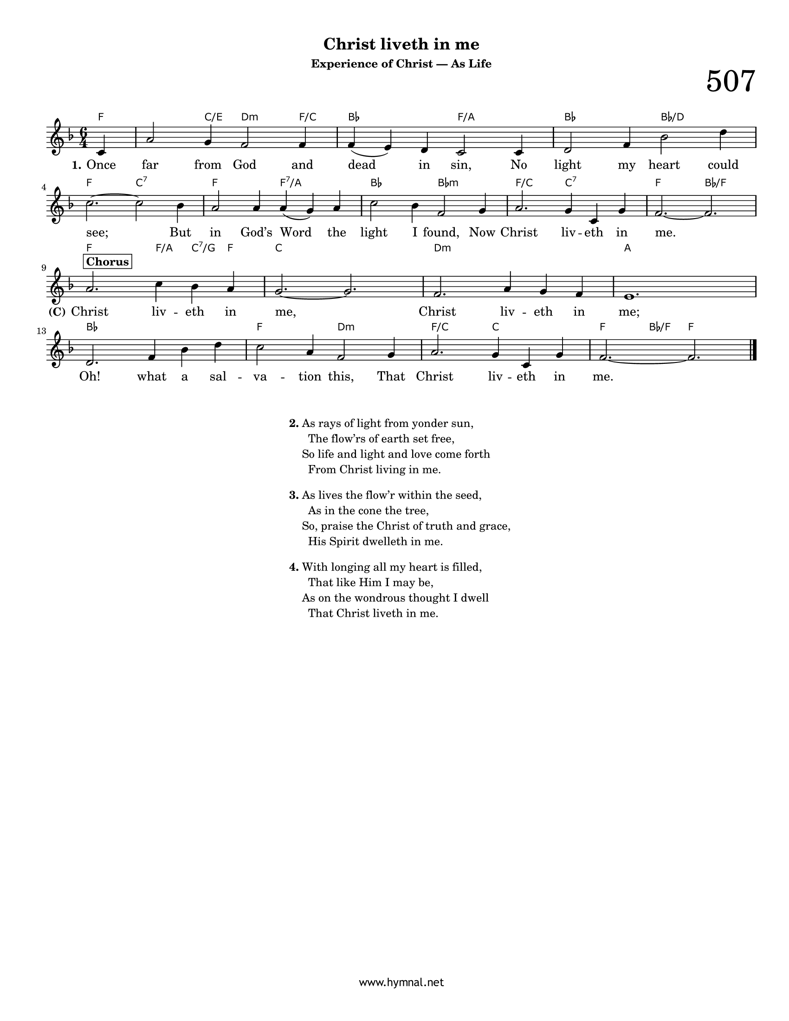 Christ liveth in me
Experience of Christ — As Life
507
F C/E Dm F/C B♭ F/A B♭ B♭/D
6
4
1. Once far from God and dead in sin, No light my heart could
4
F C7 F F7/A B♭ B♭m F/C C7 F B♭/F
see; But in God's Word the light I found, Now Christ liv - eth in me.
F F/A C7/G F C Dm A
Chorus
9
(C) Christ liv - eth in me, Christ liv - eth in me;
13
B♭ F Dm F/C C F B♭/F F
Oh! what a sal - va - tion this, That Christ liv - eth in me.
2. As rays of light from yonder sun,
The flow'rs of earth set free,
So life and light and love come forth
From Christ living in me.
3. As lives the flow'r within the seed,
As in the cone the tree,
So, praise the Christ of truth and grace,
His Spirit dwelleth in me.
4. With longing all my heart is filled,
That like Him I may be,
As on the wondrous thought I dwell
That Christ liveth in me.
www.hymnal.net